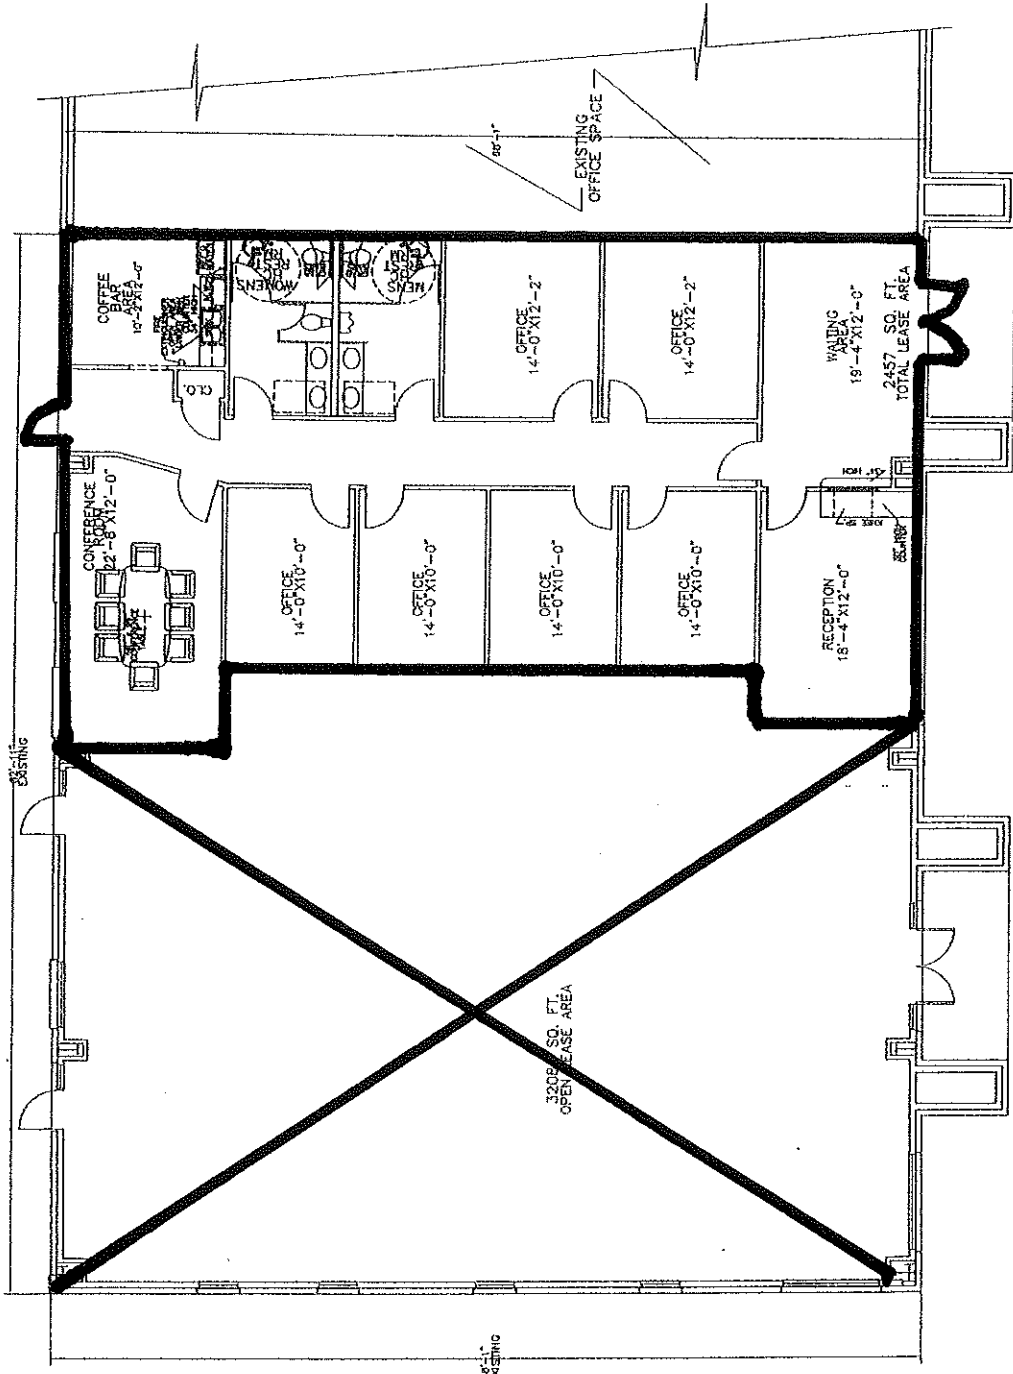 EXISTING
OFFICE SPACE
COFFEE
BAR
AREA
10'-2"X12'-0"
CLO.
WOMENS
RESTRM
MENS
OFFICE
14'-0"X12'-2"
OFFICE
14'-0"X12'-2"
WAITING
AREA
19'-4"X12'-0"
2457 SQ. FT.
TOTAL LEASE AREA
CONFERENCE
ROOM
22'-8"X12'-0"
OFFICE
14'-0"X10'-0"
OFFICE
14'-0"X10'-0"
OFFICE
14'-0"X10'-0"
OFFICE
14'-0"X10'-0"
RECEPTION
18'-4"X12'-0"
EXISTING
SQ. FT.
OPEN LEASE AREA